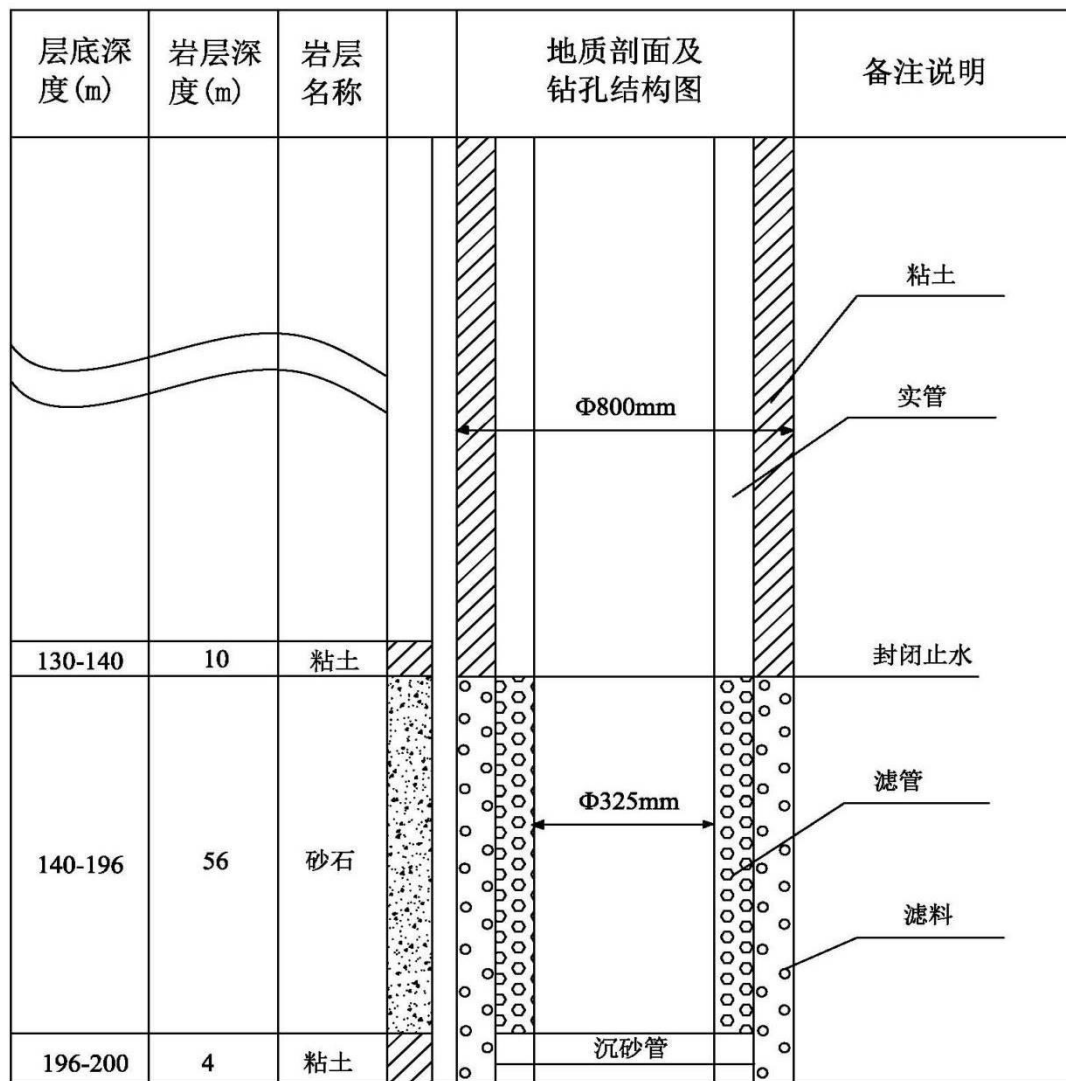 层底深
度(m)
岩层深
度(m)
岩层
名称
地质剖面及
钻孔结构图
备注说明
粘土
实管
Φ800mm
130-140
10
粘土
封闭止水
140-196
56
砂石
Φ325mm
滤管
滤料
196-200
4
粘土
沉砂管